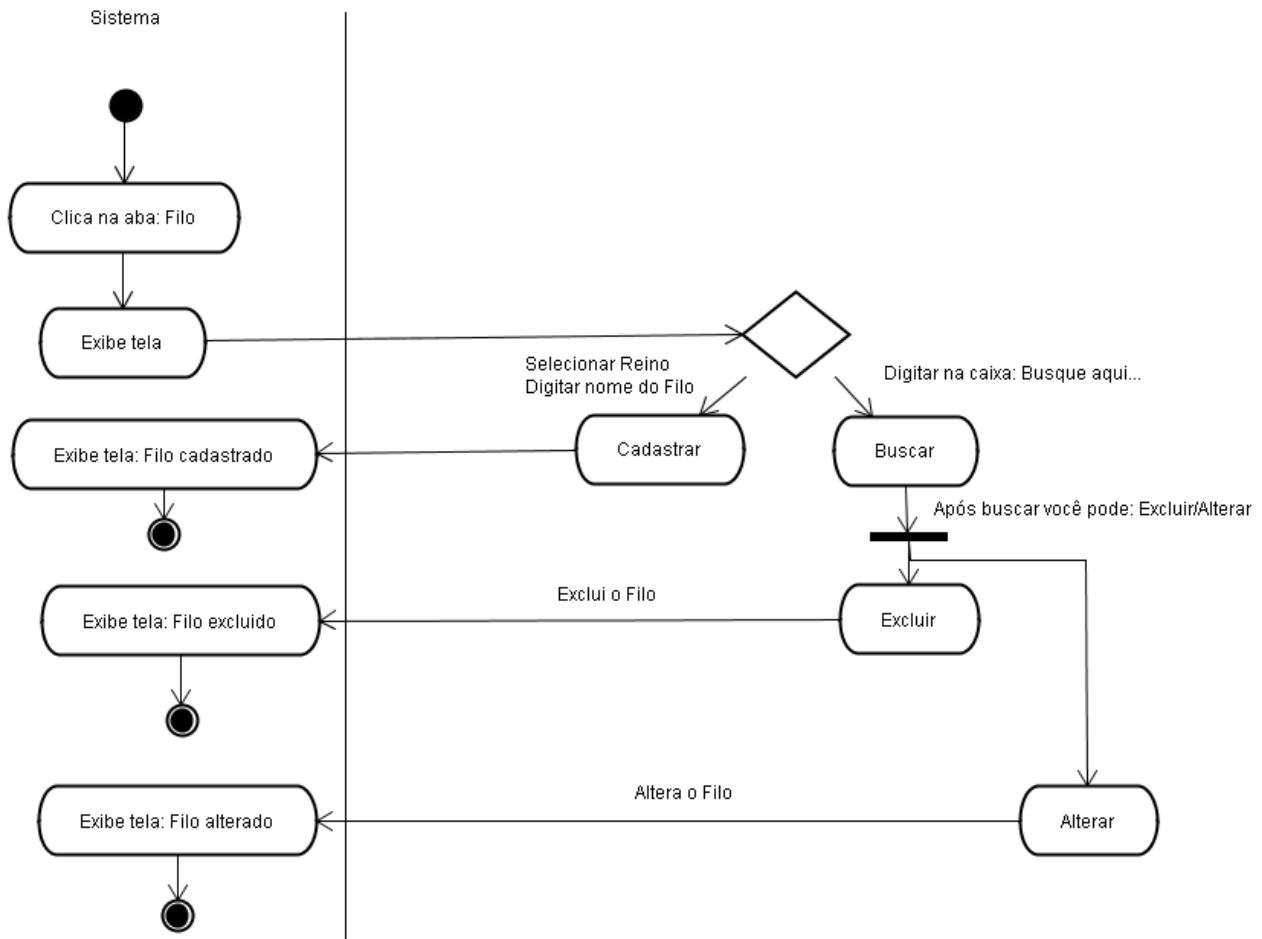 Sistema
Clica na aba: Filo
Exibe tela
Selecionar Reino
Digitar nome do Filo
Digitar na caixa: Busque aqui...
Exibe tela: Filo cadastrado
Cadastrar
Buscar
Após buscar você pode: Excluir/Alterar
Exibe tela: Filo excluido
Exclui o Filo
Excluir
Exibe tela: Filo alterado
Altera o Filo
Alterar